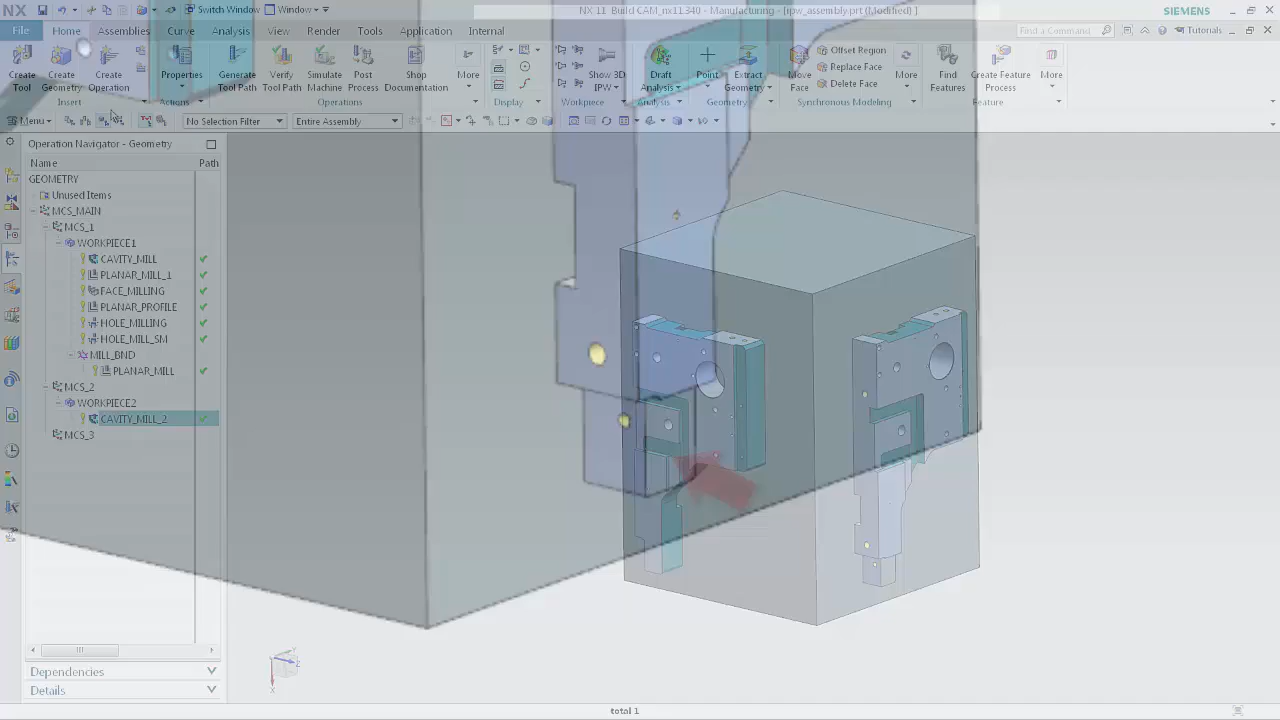 NX
Switch Window
Window
NX 11 Build CAM_nx11.340 - Manufacturing - [ipw_assembly.prt (Modified) ]
SIEMENS
File
Home
Assemblies
Curve
Analysis
View
Render
Tools
Application
Internal
Find a Command
Tutorials
Create Tool
Create Geometry
Create Operation
Insert
Properties
Actions
Generate Tool Path
Verify Tool Path
Simulate Machine
Post Process
Shop Documentation
More
Operations
Display
Show 3D IPW
Workpiece
Draft Analysis
Analysis
Point
Extract Geometry
Geometry
Move Face
Offset Region
Replace Face
Delete Face
More
Synchronous Modeling
Find Features
Create Feature Process
More
Feature
Menu
No Selection Filter
Entire Assembly
Operation Navigator - Geometry
Name
Path
GEOMETRY
Unused Items
MCS_MAIN
MCS_1
WORKPIECE1
CAVITY_MILL
PLANAR_MILL_1
FACE_MILLING
PLANAR_PROFILE
HOLE_MILLING
HOLE_MILL_SM
MILL_BND
PLANAR_MILL
MCS_2
WORKPIECE2
CAVITY_MILL_2
MCS_3
Dependencies
Details
X
total 1